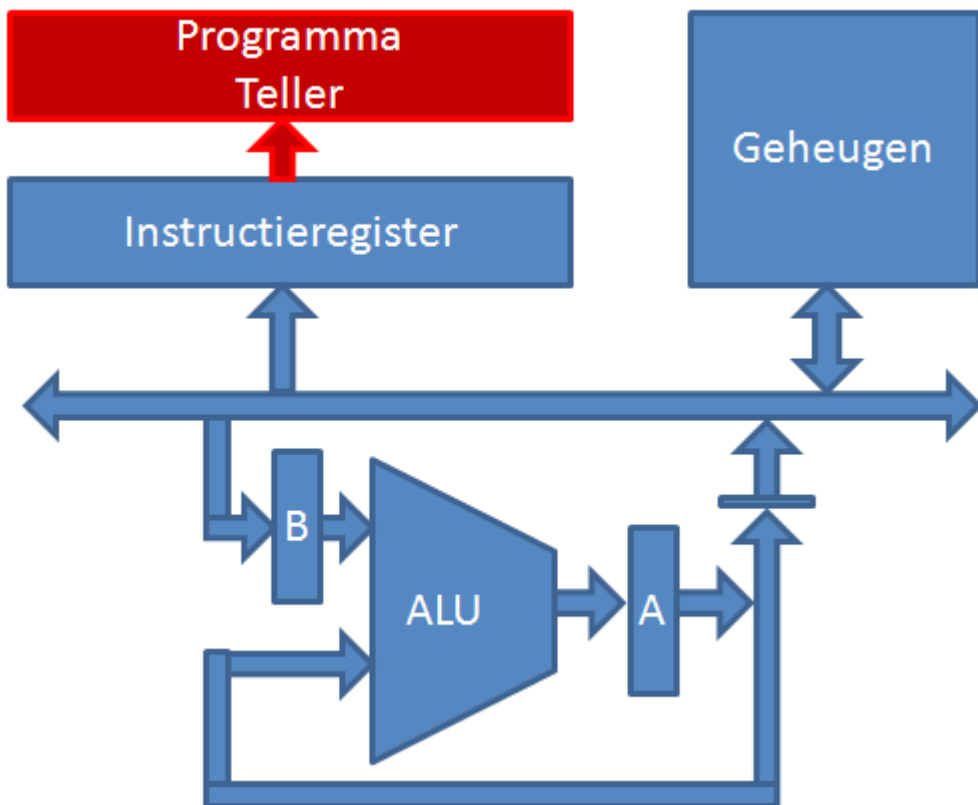 Programma
Teller
Geheugen
Instructieregister
B
ALU
A